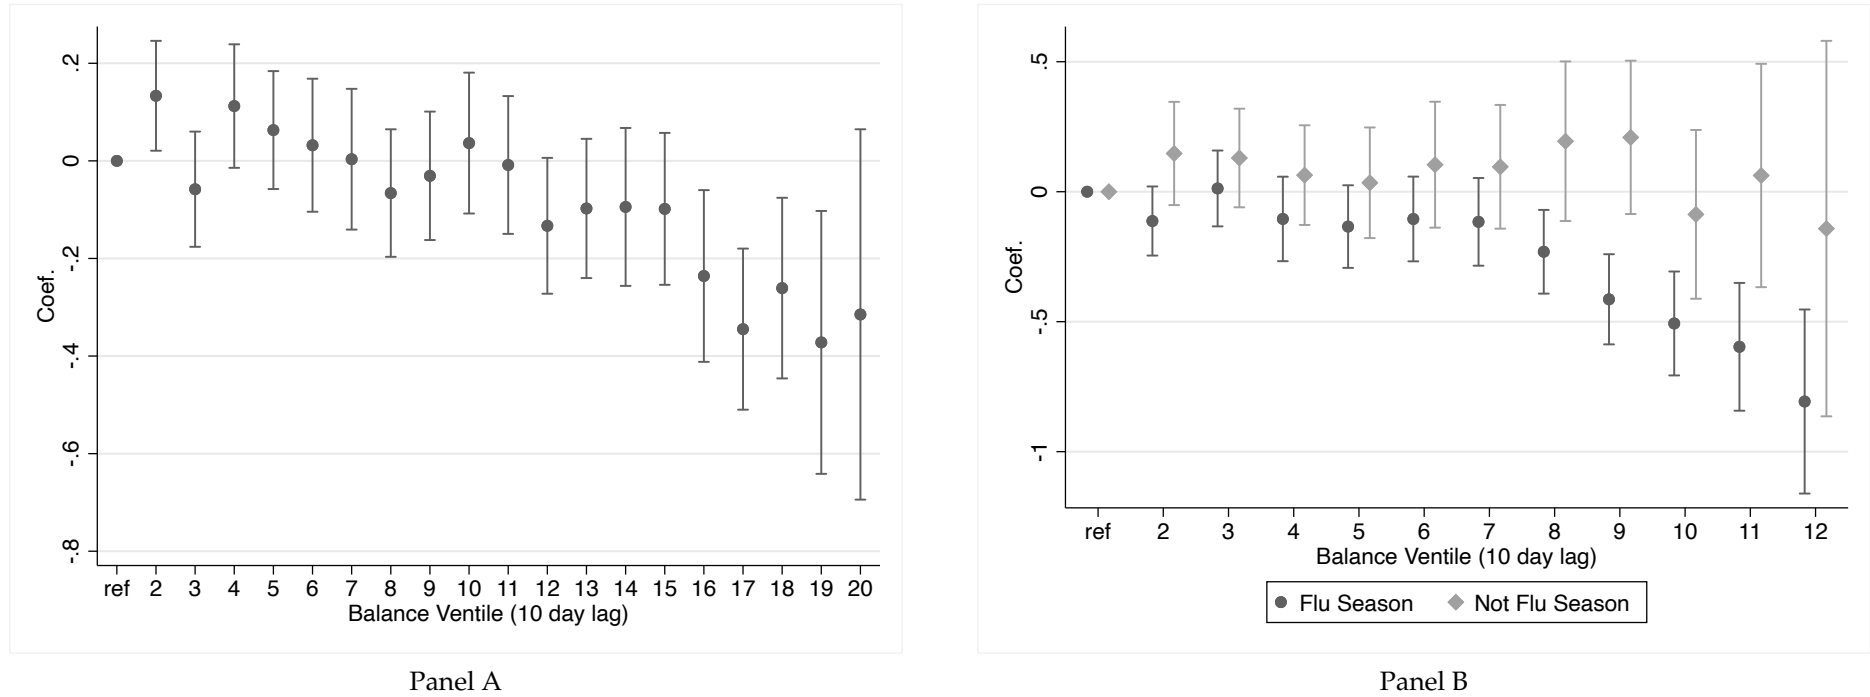 .2
0
-.2
-.4
-.6
-.8
Coef.
ref 2 3 4 5 6 7 8 9 10 11 12 13 14 15 16 17 18 19 20
Balance Ventile (10 day lag)
Panel A
.5
0
-.5
-1
Coef.
ref 2 3 4 5 6 7 8 9 10 11 12
Balance Ventile (10 day lag)
Flu Season Not Flu Season
Panel B